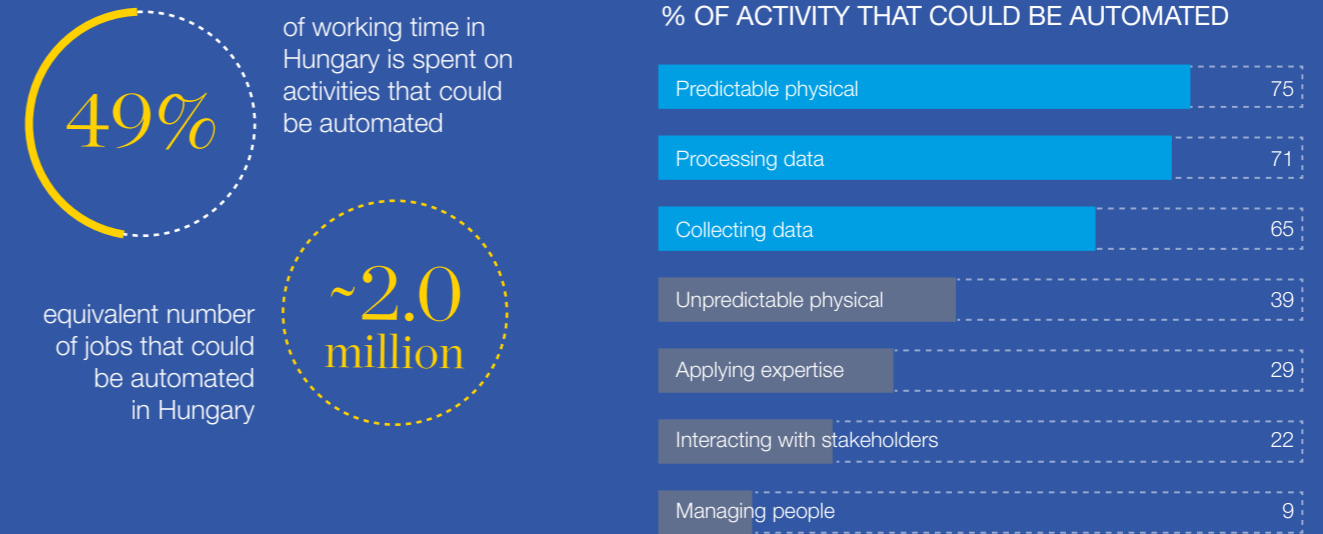 49%
of working time in
Hungary is spent on
activities that could
be automated
equivalent number
of jobs that could
be automated
in Hungary
~2.0
million
% OF ACTIVITY THAT COULD BE AUTOMATED
Predictable physical 75
Processing data 71
Collecting data 65
Unpredictable physical 39
Applying expertise 29
Interacting with stakeholders 22
Managing people 9